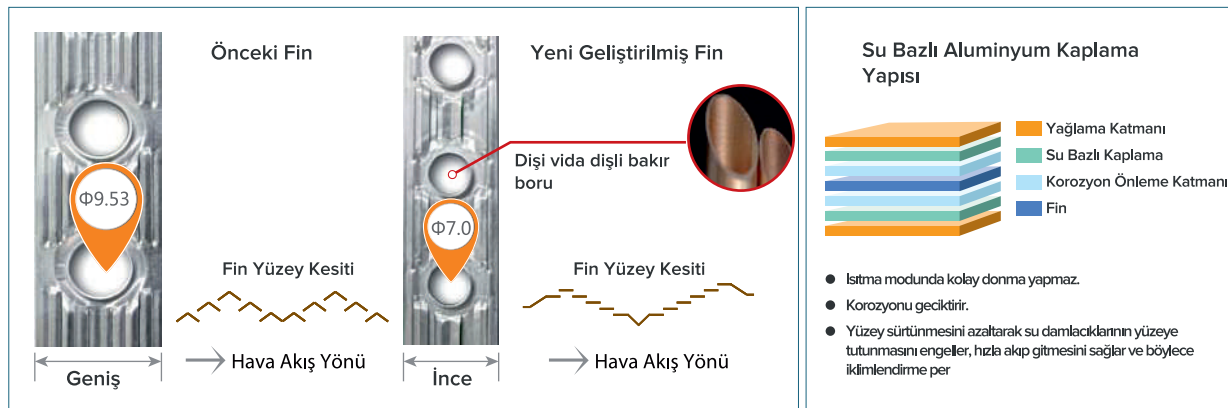 Önceki Fin
Φ9.53
Fin Yüzey Kesiti
Geniş
Hava Akış Yönü
Yeni Geliştirilmiş Fin
Dişi vida dişli bakır
boru
Φ7.0
Fin Yüzey Kesiti
İnce
Hava Akış Yönü
Su Bazlı Aluminyum Kaplama
Yapısı
Yağlama Katmanı
Su Bazlı Kaplama
Korozyon Önleme Katmanı
Fin
● Isıtma modunda kolay donma yapmaz.
● Korozyonu geciktirir.
● Yüzey sürtünmesini azaltarak su damlacıklarının yüzeye
tutunmasını engeller, hızla akıp gitmesini sağlar ve böylece
iklimlendirme per